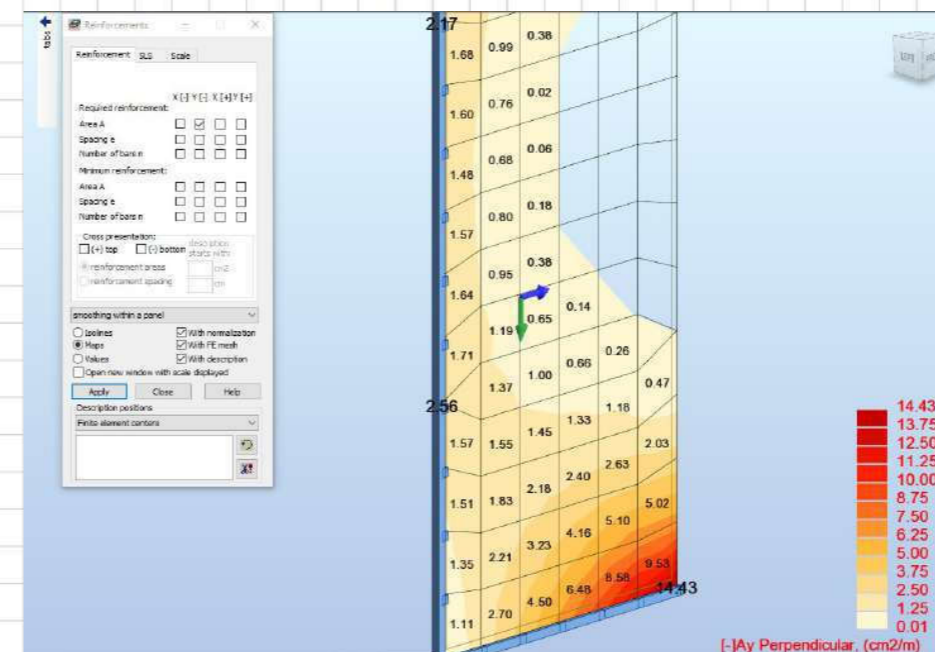 tabs
Reinforcements
Reinforcement SLS Scale
X [-] Y [-] X [+] Y [+]
Required reinforcement:
Area A
Spacing e
Number of bars n
Minimum reinforcement:
Area A
Spacing e
Number of bars n
Cross presentation:
(+) top (-) bottom description
starts with:
reinforcement areas cm2
reinforcement spacing cm
smoothing within a panel
Isolines With normalization
Maps With FE mesh
Values With description
Open new window with scale displayed
Apply Close Help
Description positions
Finite element centers
2.17
1.68 0.99 0.38
1.60 0.76 0.02
1.48 0.68 0.06
1.57 0.80 0.18
1.64 0.95 0.38
1.71 1.19 0.65 0.14
2.56 1.37 1.00 0.66 0.26
1.57 1.55 1.45 1.33 1.18 0.47
1.51 1.83 2.18 2.40 2.63 2.03
1.35 2.21 3.23 4.16 5.10 5.02
1.11 2.70 4.50 6.48 8.58 9.53
14.43
14.43
13.75
12.50
11.25
10.00
8.75
7.50
6.25
5.00
3.75
2.50
1.25
0.01
[-]Ay Perpendicular, (cm2/m)